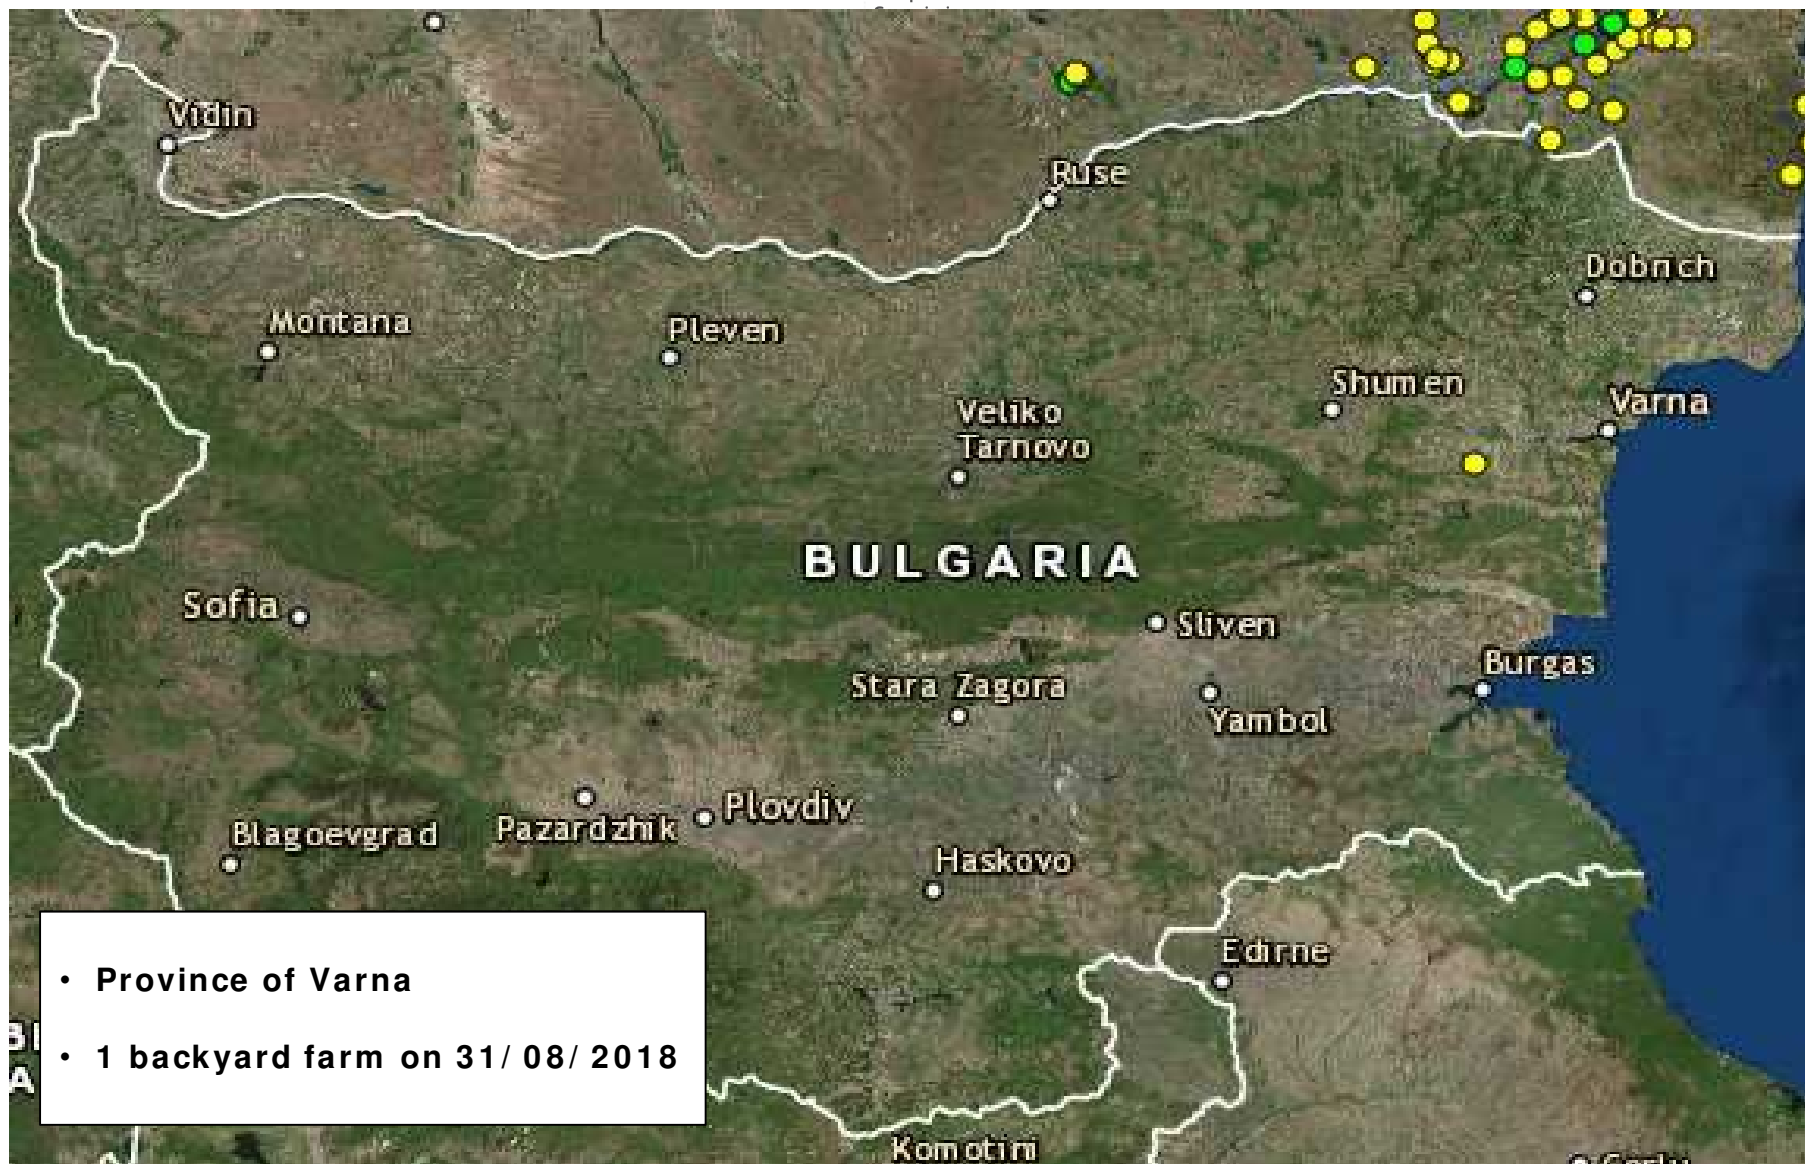 Vidin
Ruse
Dobrich
Montana
Pleven
Shumen
Veliko
Tarnovo
Varna
BULGARIA
Sofia
Sliven
Burgas
Stara Zagora
Yambol
Plovdiv
Pazardzhik
Blagoevgrad
Haskovo
Edirne
• Province of Varna
• 1 backyard farm on 31/ 08/ 2018
Komotini